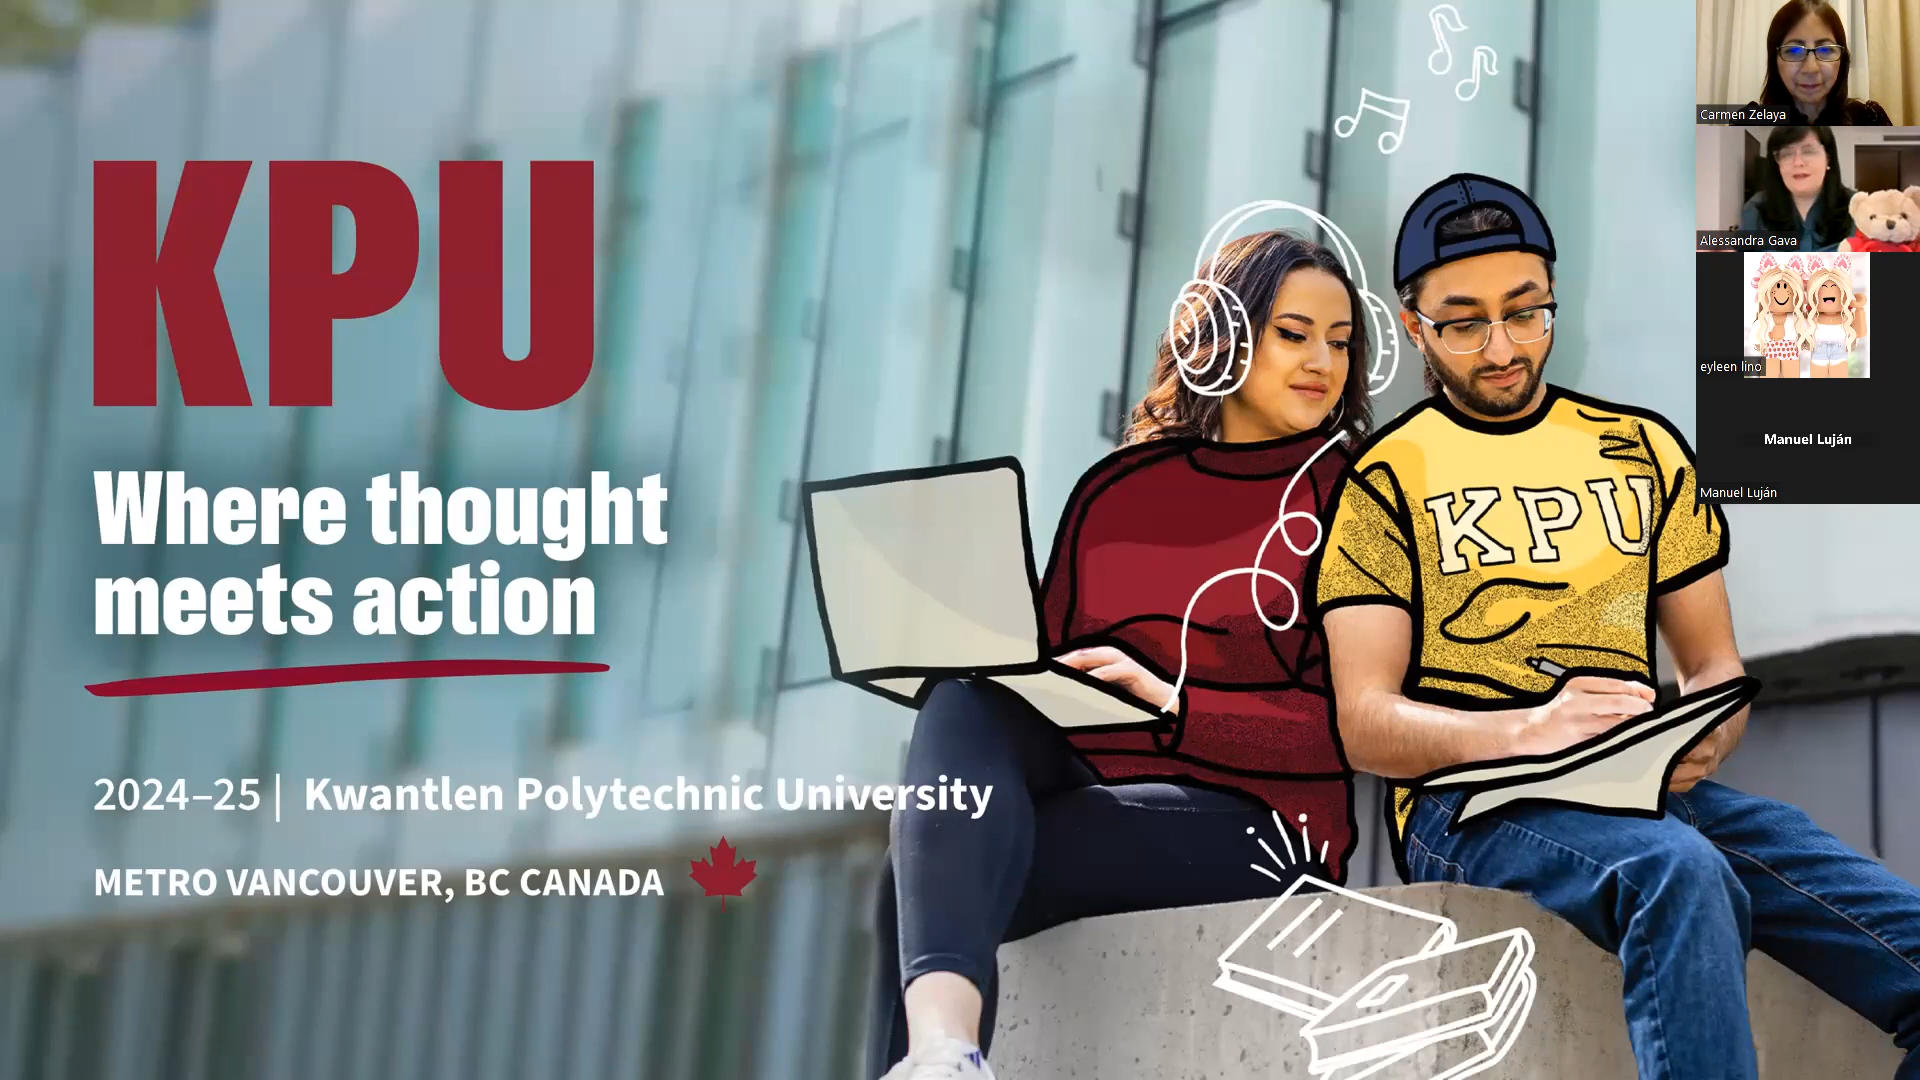 KPU
Where thought
meets action
2024–25 | Kwantlen Polytechnic University
METRO VANCOUVER, BC CANADA
KPU
Carmen Zelaya
Alessandra Gava
eyleen lino
Manuel Luján
Manuel Luján